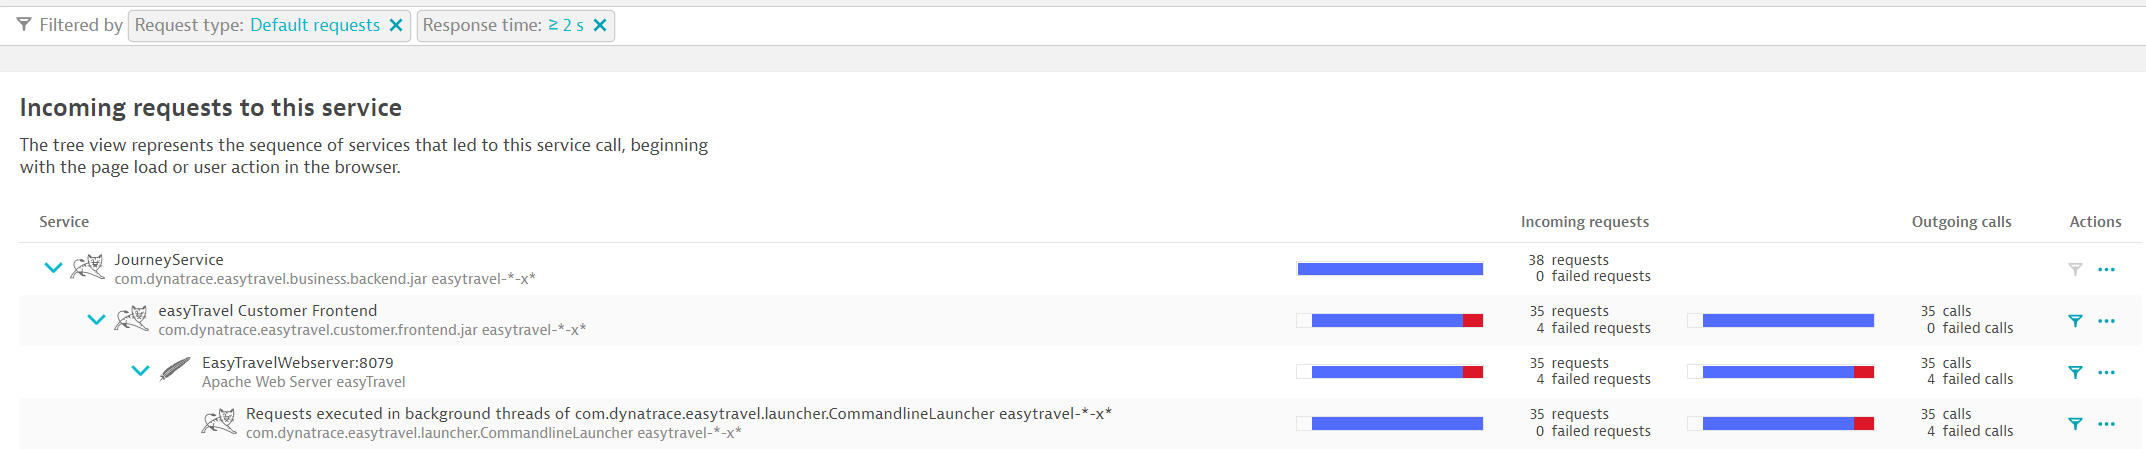 Filtered by Request type: Default requests Response time: ≥ 2 s
Incoming requests to this service
The tree view represents the sequence of services that led to this service call, beginning
with the page load or user action in the browser.
Service Incoming requests Outgoing calls Actions
JourneyService
com.dynatrace.easytravel.business.backend.jar easytravel-*-x*
38 requests
0 failed requests
easyTravel Customer Frontend
com.dynatrace.easytravel.customer.frontend.jar easytravel-*-x*
35 requests
4 failed requests
35 calls
0 failed calls
EasyTravelWebserver:8079
Apache Web Server easyTravel
35 requests
4 failed requests
35 calls
4 failed calls
Requests executed in background threads of com.dynatrace.easytravel.launcher.CommandlineLauncher easytravel-*-x*
com.dynatrace.easytravel.launcher.CommandlineLauncher easytravel-*-x*
35 requests
0 failed requests
35 calls
4 failed calls